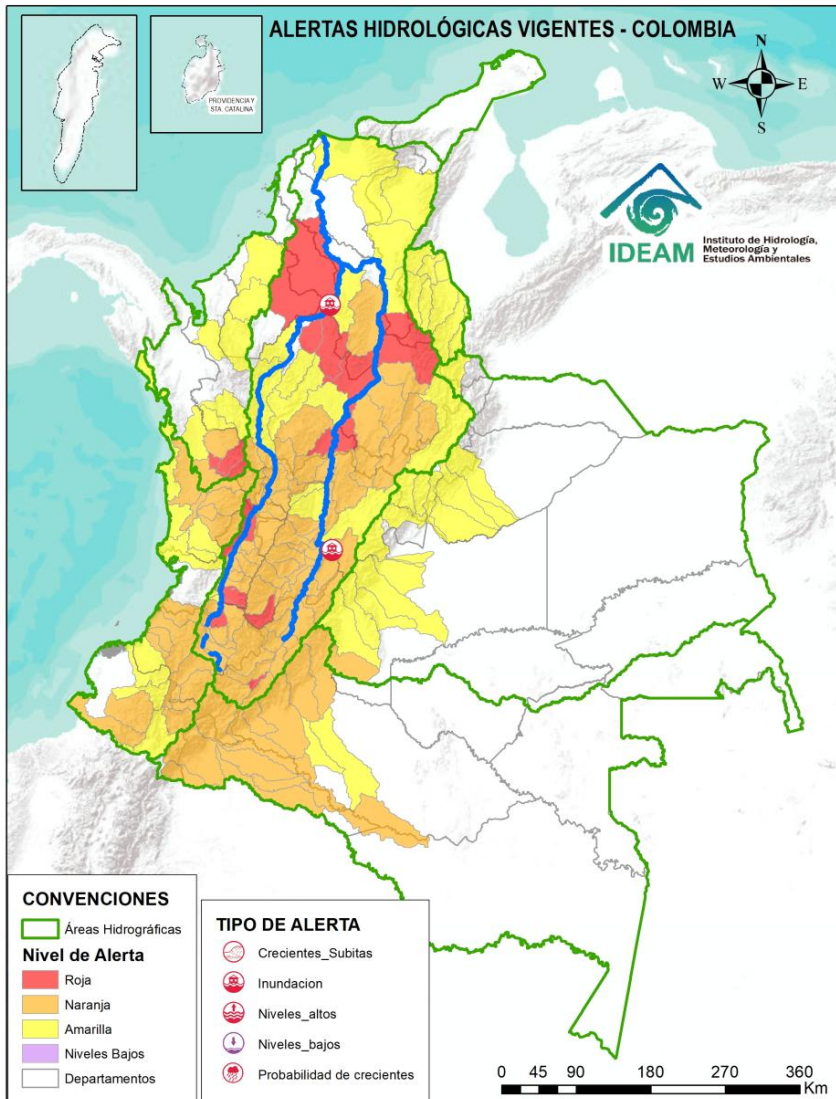 ALERTAS HIDROLÓGICAS VIGENTES - COLOMBIA
PROVIDENCIA Y
STA. CATALINA
N
W
E
S
IDEAM
Instituto de Hidrología,
Meteorología y
Estudios Ambientales
CONVENCIONES
Áreas Hidrográficas
Nivel de Alerta
Roja
Naranja
Amarilla
Niveles Bajos
Departamentos
TIPO DE ALERTA
Crecientes_Subitas
Inundacion
Niveles_altos
Niveles_bajos
Probabilidad de crecientes
0 45 90 180 270 360
Km